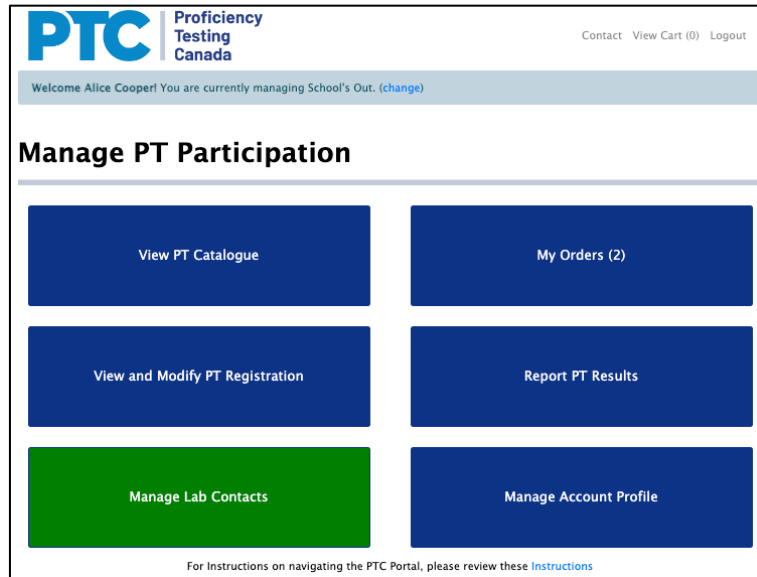 PTC
Proficiency
Testing
Canada
Contact View Cart (0) Logout
Welcome Alice Cooper! You are currently managing School's Out. (change)
Manage PT Participation
View PT Catalogue
My Orders (2)
View and Modify PT Registration
Report PT Results
Manage Lab Contacts
Manage Account Profile
For Instructions on navigating the PTC Portal, please review these Instructions